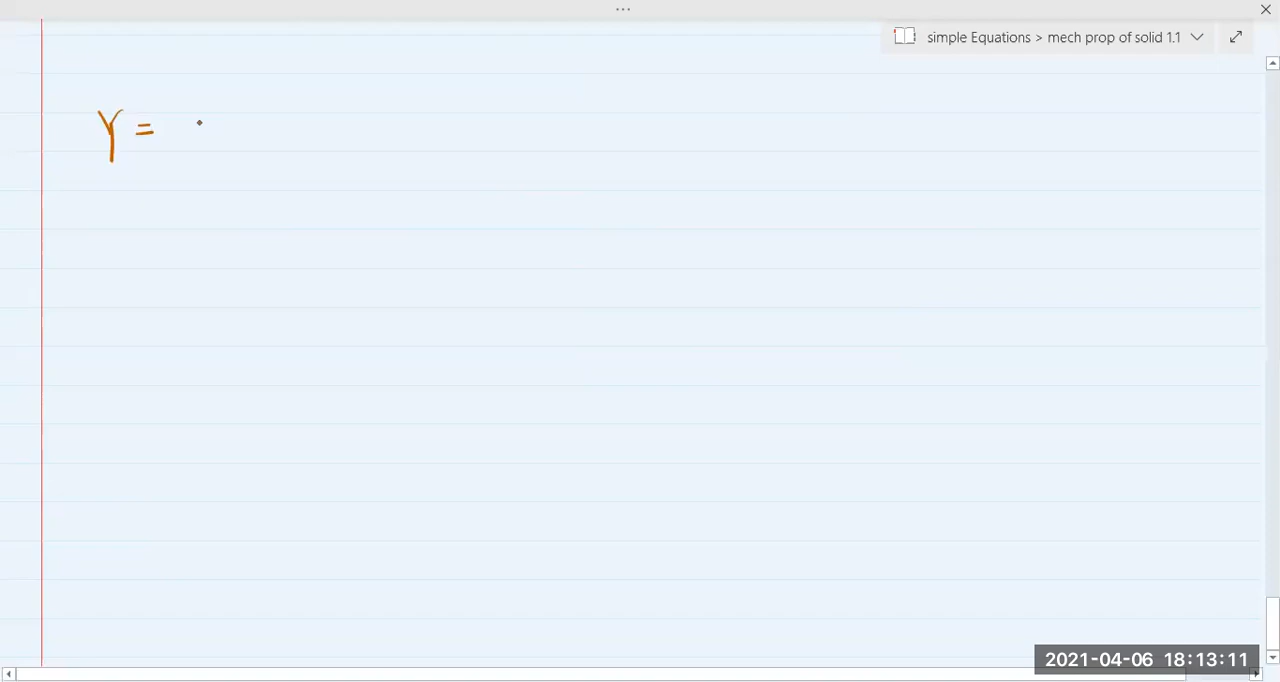 ...
simple Equations > mech prop of solid 1.1
Y =
2021-04-06 18:13:11